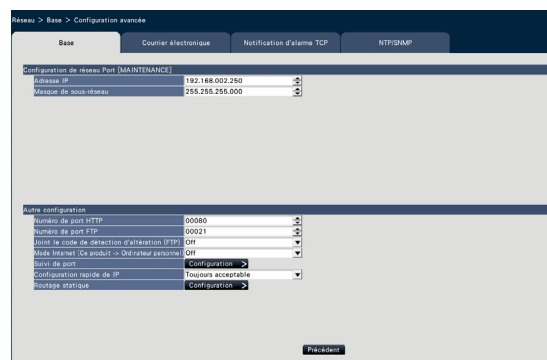 Réseau > Base > Configuration avancée
Base
Courrier électronique
Notification d'alarme TCP
NTP/SNMP
Configuration de réseau Port [MAINTENANCE]
Adresse IP 192.168.002.250
Masque de sous-réseau 255.255.255.000
Autre configuration
Numéro de port HTTP 00080
Numéro de port FTP 00021
Joint le code de détection d'altération (FTP) Off
Mode Internet (Ce produit -> Ordinateur personnel) Off
Suivi de port Configuration >
Configuration rapide de IP Toujours acceptable
Routage statique Configuration >
Précédent